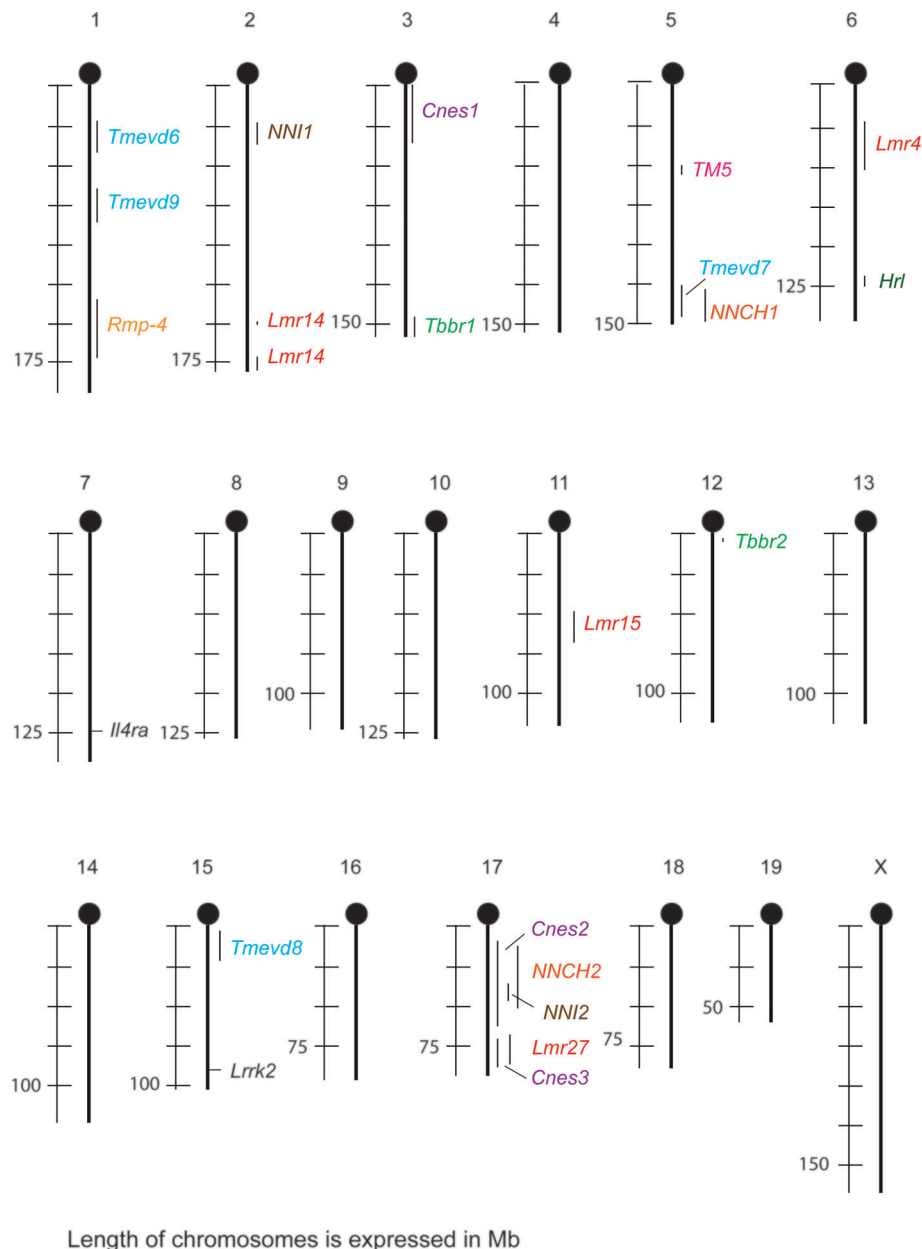 1 2 3 4 5 6
Tmevd6
Tmevd9
Rmp-4
175
NNI1
Lmr14
Lmr14
175
Cnes1
150
Tbbr1
150
TM5
Tmevd7
NNCH1
150
Lmr4
125
Hrl
7 8 9 10 11 12 13
125
Il4ra
125
100
125
Lmr15
100
Tbbr2
100
100
14 15 16 17 18 19 X
100
Tmevd8
Lrrk2
100
75
Cnes2
NNCH2
NNI2
75
Lmr27
Cnes3
75
50
150
Length of chromosomes is expressed in Mb